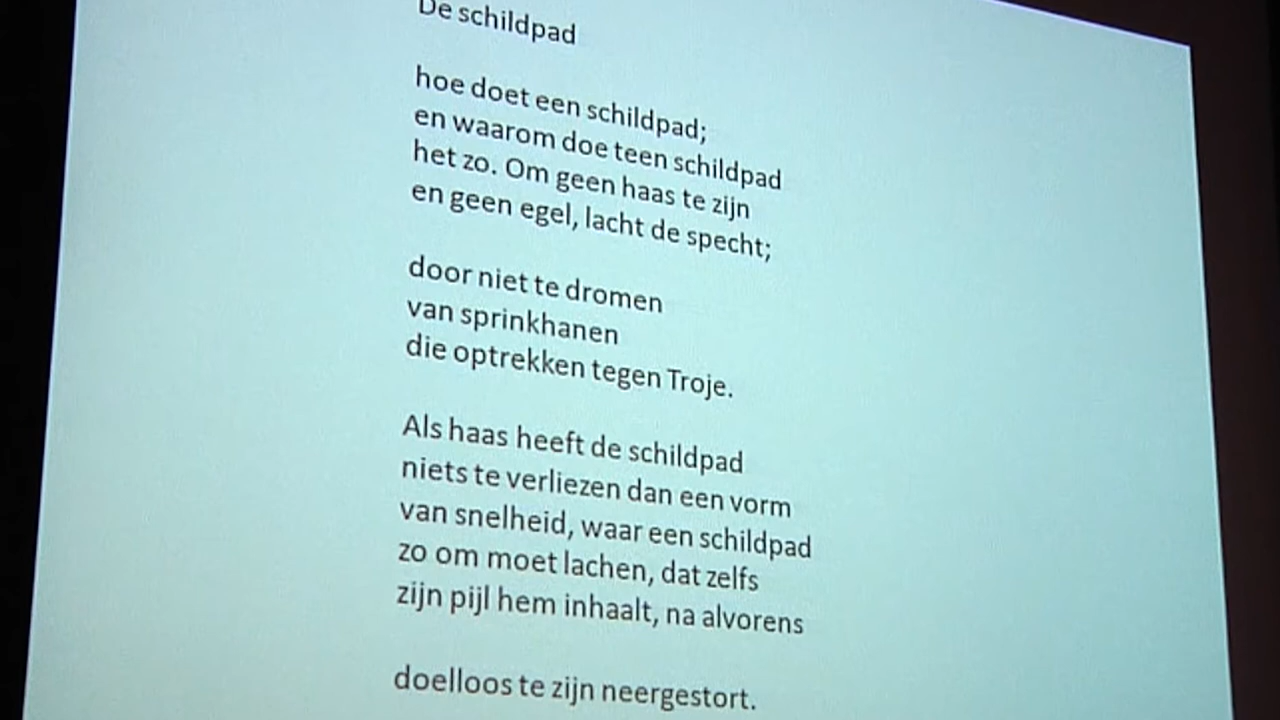 De schildpad
hoe doet een schildpad;
en waarom doe teen schildpad
het zo. Om geen haas te zijn
en geen egel, lacht de specht;
door niet te dromen
van sprinkhanen
die optrekken tegen Troje.
Als haas heeft de schildpad
niets te verliezen dan een vorm
van snelheid, waar een schildpad
zo om moet lachen, dat zelfs
zijn pijl hem inhaalt, na alvorens
doelloos te zijn neergestort.